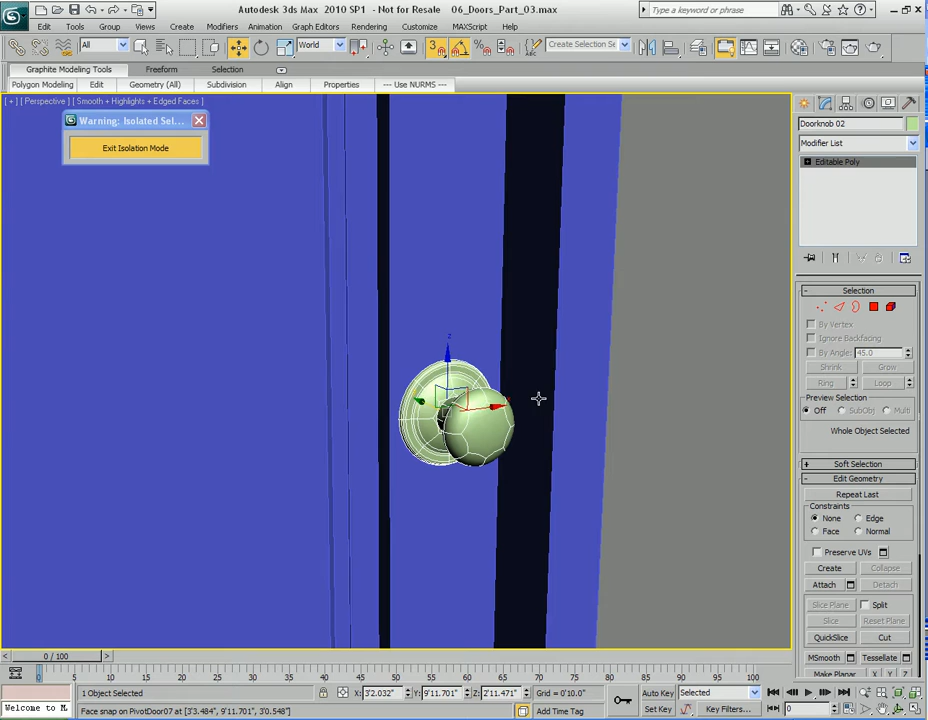 Autodesk 3ds Max 2010 SP1 - Not for Resale 06_Doors_Part_03.max
Type a keyword or phrase
Edit Tools Group Views Create Modifiers Animation Graph Editors Rendering Customize MAXScript Help
All World 3 Create Selection Se
Graphite Modeling Tools Freeform Selection
Polygon Modeling Edit Geometry (All) Subdivision Align Properties -- Use NURMS --
[ + ] [ Perspective ] [ Smooth + Highlights + Edged Faces ]
Warning: Isolated Sel...
Exit Isolation Mode
Doorknob 02
Modifier List
Editable Poly
Selection
By Vertex
Ignore Backfacing
By Angle: 45.0
Shrink Grow
Ring Loop
Preview Selection
Off SubObj Multi
Whole Object Selected
Soft Selection
Edit Geometry
Repeat Last
Constraints
None Edge
Face Normal
Preserve UVs
Create Collapse
Attach Detach
Slice Plane Split
Slice Reset Plane
QuickSlice Cut
MSmooth Tessellate
Make Planar X Y Z
z
x
0 / 100
0 5 10 15 20 25 30 35 40 45 50 55 60 65 70 75 80 85 90 95 100
1 Object Selected X: 3'2.032" Y: 9'11.701" Z: 2'11.471" Grid = 0'10.0" Auto Key Selected
Welcome to M Face snap on PivotDoor07 at [3'3.484, 9'11.701, 3'0.548] Add Time Tag Set Key Key Filters... 0